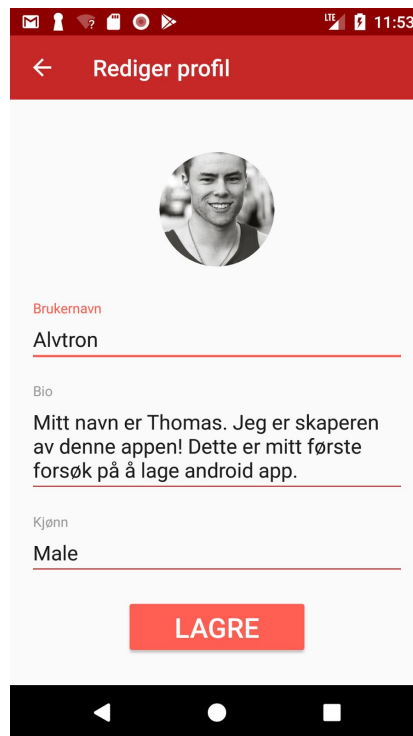 LTE 11:53
Rediger profil
Brukernavn
Alvtron
Bio
Mitt navn er Thomas. Jeg er skaperen
av denne appen! Dette er mitt første
forsøk på å lage android app.
Kjønn
Male
LAGRE